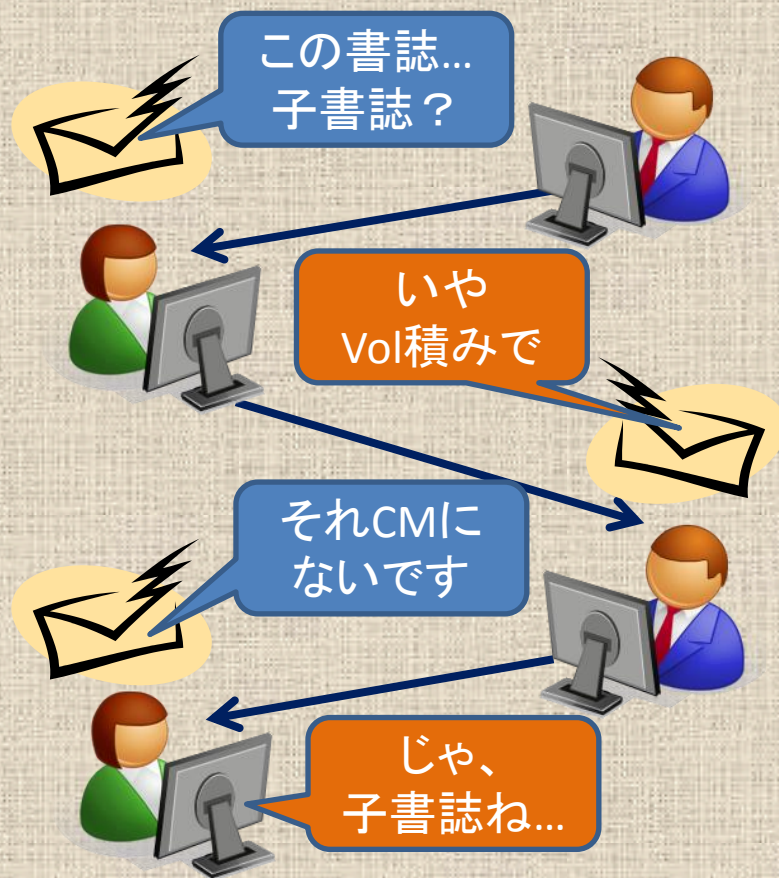 この書誌…
子書誌？
いや
Vol積みで
それCMに
ないです
じゃ、
子書誌ね…